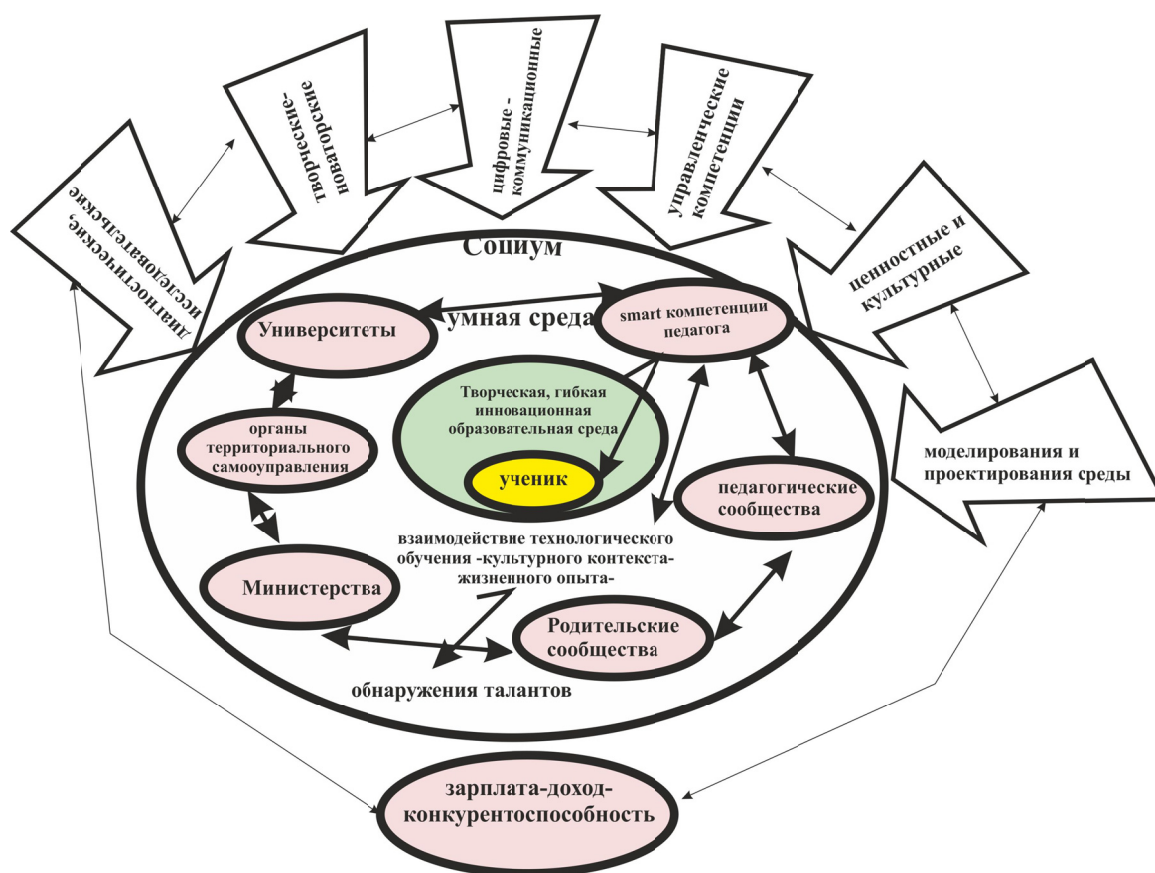 диагностические,
исследовательские
творческие-
новаторские
цифровые -
коммуникационные
управленческие
компетенции
ценностные и
культурные
моделирования и
проектирования среды
Социум
умная среда
Университеты
smart компетенции
педагога
Творческая, гибкая
инновационная
образовательная среда
ученик
органы
территориального
самооуправления
педагогические
сообщества
взаимодействие технологического
обучения -культурного контекста-
жизненного опыта-
Министерства
Родительские
сообщества
обнаружения талантов
зарплата-доход-
конкурентоспособность